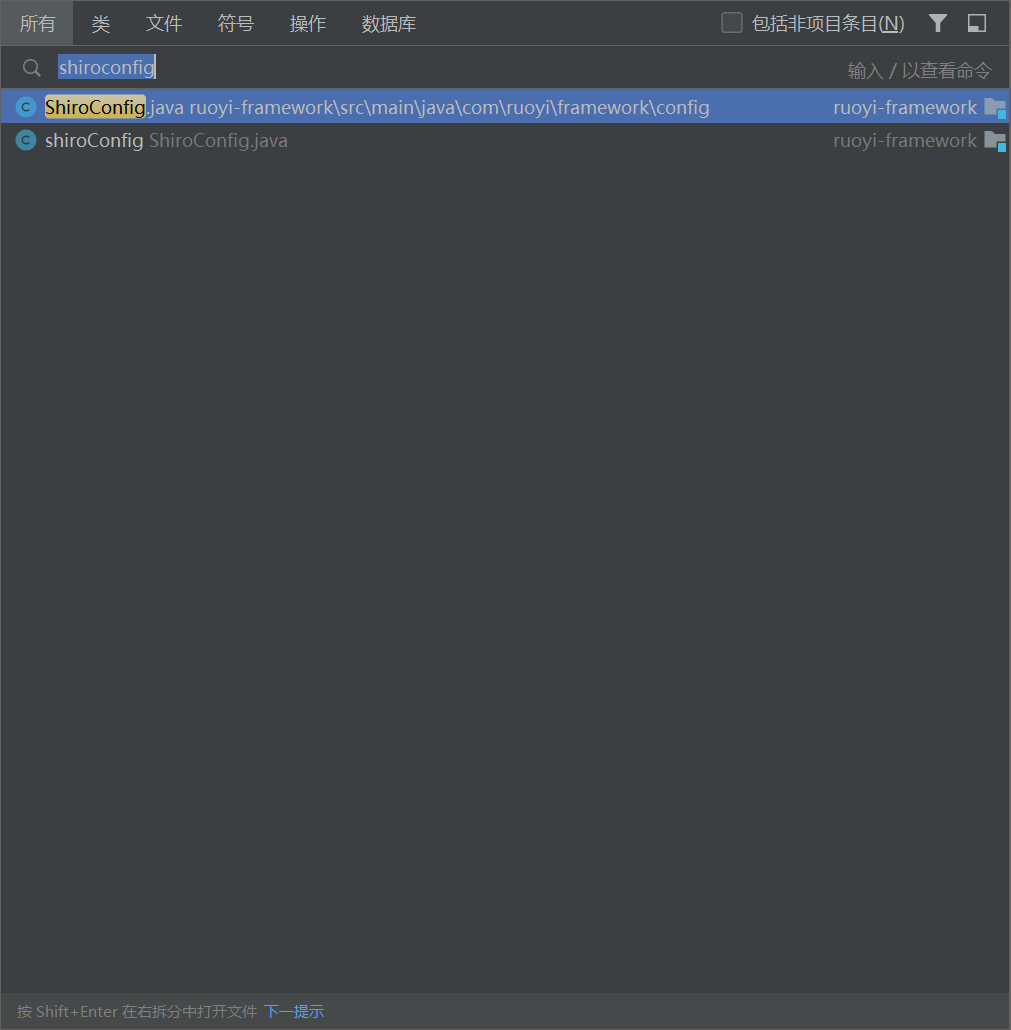 所有 类 文件 符号 操作 数据库 包括非项目条目(N)
shiroconfig 输入 / 以查看命令
ShiroConfig.java ruoyi-framework\src\main\java\com\ruoyi\framework\config ruoyi-framework
shiroConfig ShiroConfig.java ruoyi-framework
按 Shift+Enter 在右拆分中打开文件 下一提示